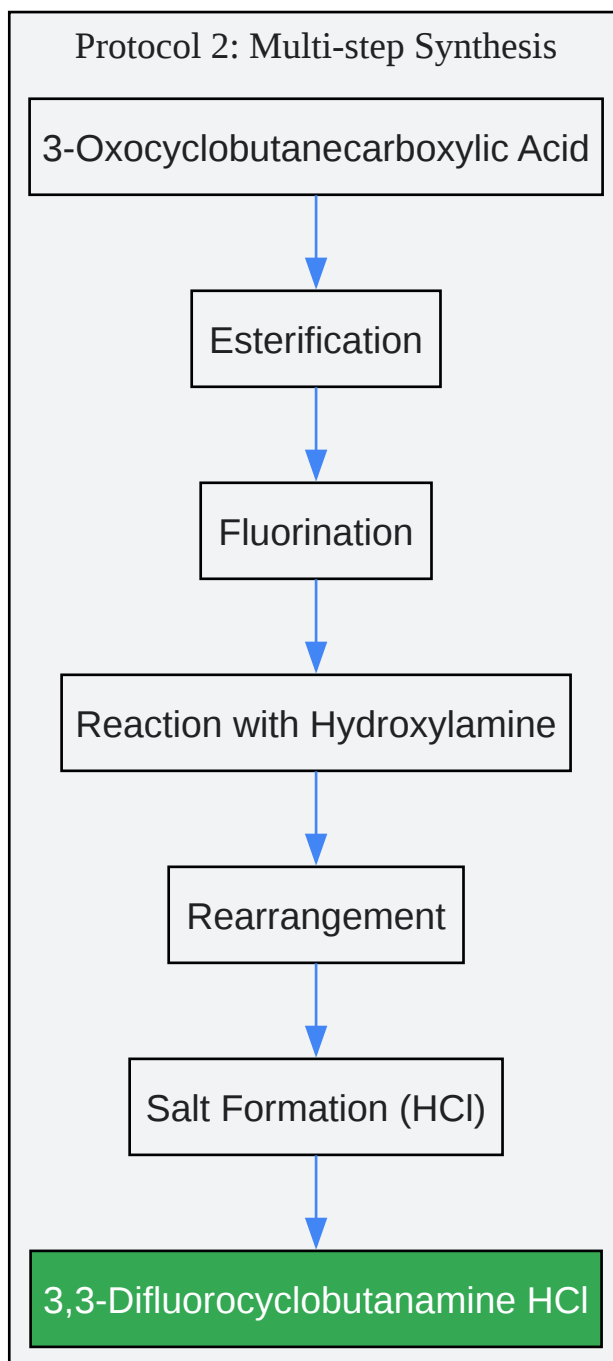 Protocol 2: Multi-step Synthesis
3-Oxocyclobutanecarboxylic Acid
Esterification
Fluorination
Reaction with Hydroxylamine
Rearrangement
Salt Formation (HCl)
3,3-Difluorocyclobutanamine HCl